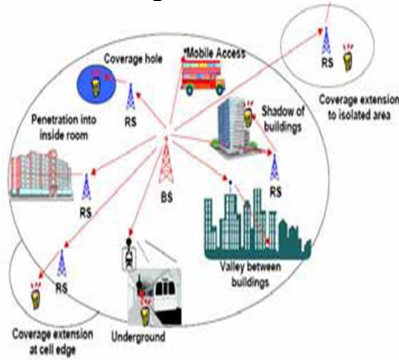 Coverage hole
*Mobile Access
RS
RS
Coverage extension
to isolated area
Penetration into
inside room
Shadow of
buildings
RS
BS
RS
RS
Valley between
buildings
Coverage extension
at cell edge
Underground